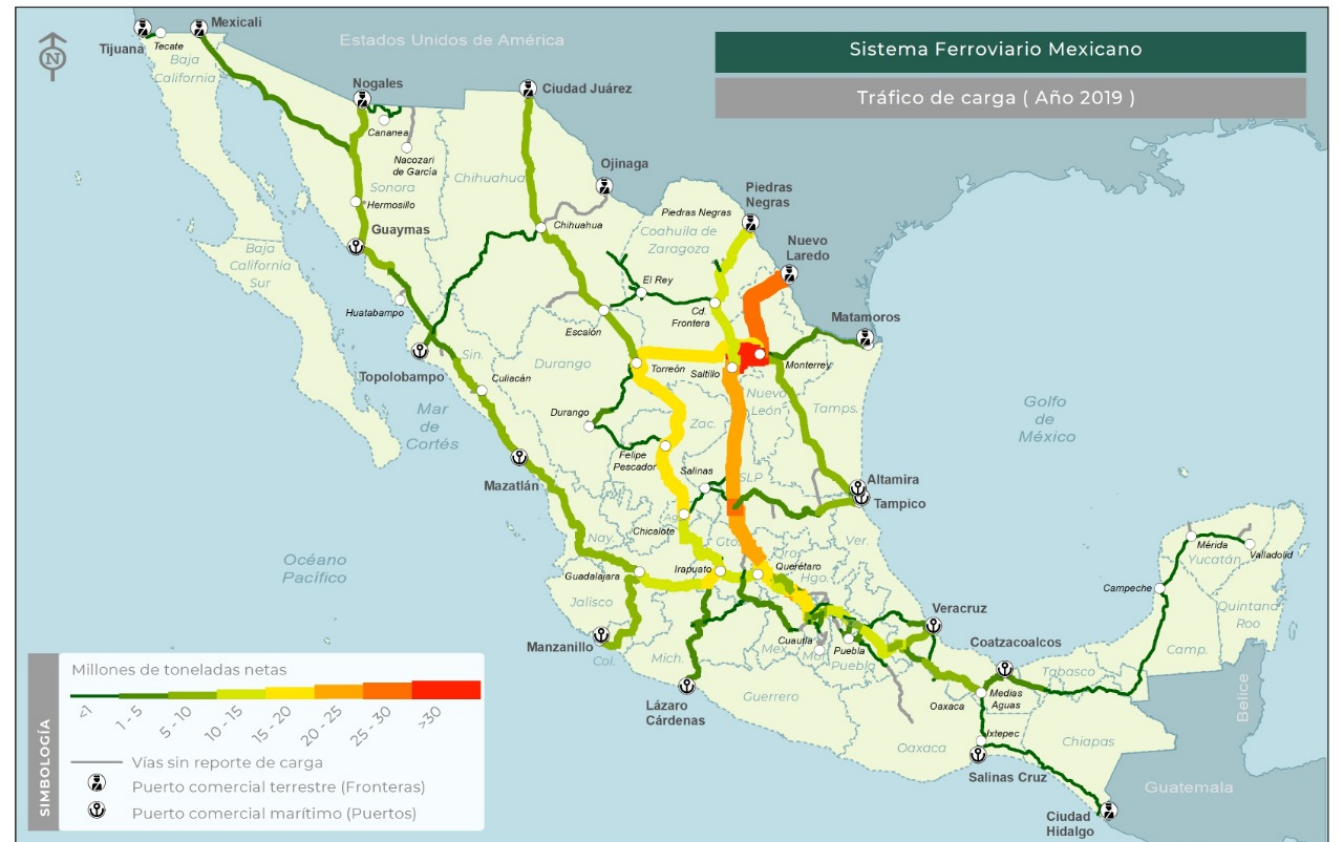 Sistema Ferroviario Mexicano
Tráfico de carga ( Año 2019 )
N
Estados Unidos de América
Tijuana
Tecate
Mexicali
Baja
California
Nogales
Cananea
Nacozari
de García
Sonora
Hermosillo
Guaymas
Ciudad Juárez
Chihuahua
Ojinaga
Chihuahua
Piedras
Negras
Piedras Negras
Coahuila de
Zaragoza
Nuevo
Laredo
Baja
California
Sur
Huatabampo
El Rey
Cd.
Frontera
Escalón
Matamoros
Topolobampo
Sin.
Culiacán
Durango
Torreón
Saltillo
Monterrey
Nuevo
León
Tamps.
Mar
de
Cortés
Durango
Zac.
Golfo
de
México
Felipe
Pescador
Salinas
SLP
Mazatlán
Altamira
Tampico
Chicalote
Nay.
Gto.
Qro.
Ver.
Hgo.
Océano
Pacífico
Guadalajara
Irapuato
Querétaro
Jalisco
Mérida
Yucatán
Valladolid
Campeche
Quintana
Roo
Camp.
Manzanillo
Col.
Mich.
Mex.
Cuautla
Mor.
Puebla
Puebla
Veracruz
Coatzacoalcos
Tabasco
Lázaro
Cárdenas
Guerrero
Oaxaca
Medias
Aguas
Belice
Oaxaca
Ixtepec
Chiapas
Salinas Cruz
Guatemala
Ciudad
Hidalgo
SIMBOLOGÍA
Millones de toneladas netas
<1
1 - 5
5 - 10
10 - 15
15 - 20
20 - 25
25 - 30
>30
Vías sin reporte de carga
Puerto comercial terrestre (Fronteras)
Puerto comercial marítimo (Puertos)